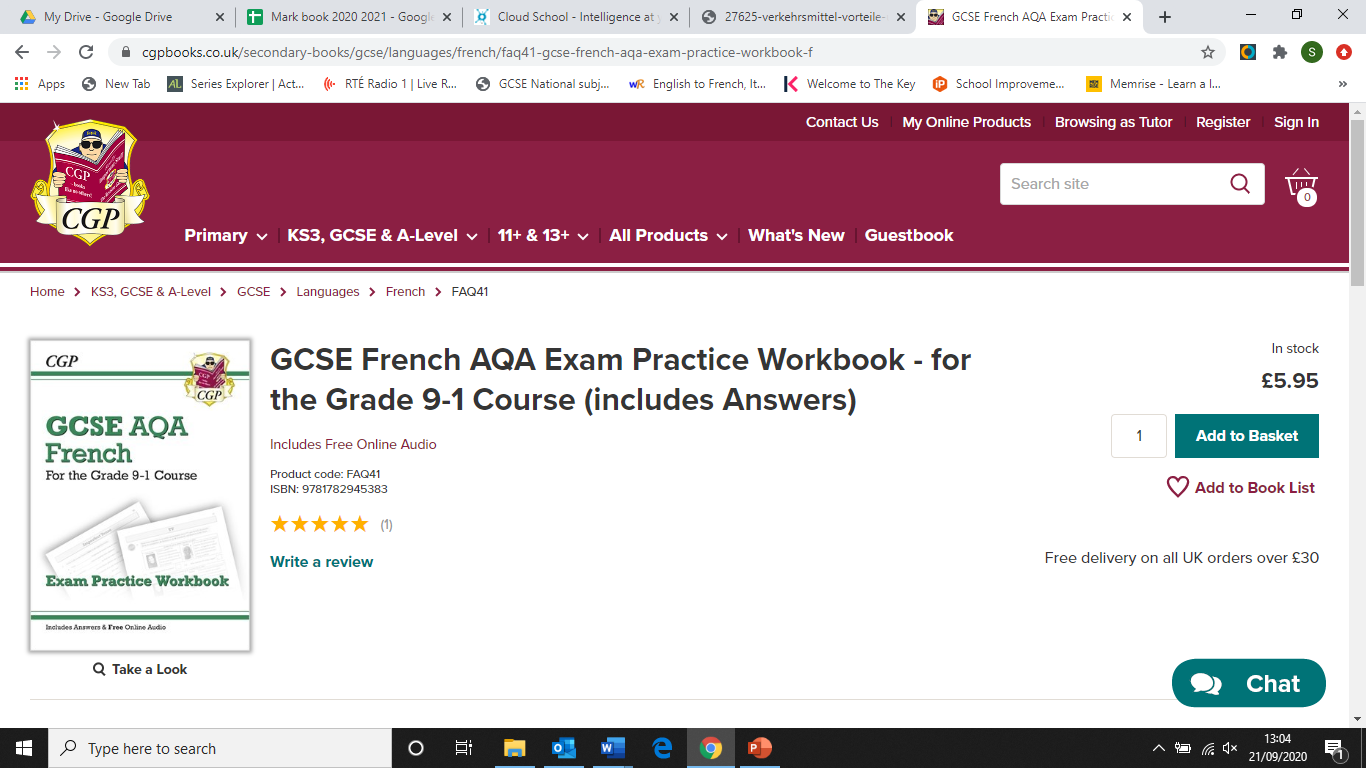 My Drive - Google Drive
Mark book 2020 2021 - Googl
Cloud School - Intelligence at y
27625-verkehrsmittel-vorteile-
GCSE French AQA Exam Practic
cgpbooks.co.uk/secondary-books/gcse/languages/french/faq41-gcse-french-aqa-exam-practice-workbook-f
S
Apps
New Tab
AL
Series Explorer | Act...
RTÉ Radio 1 | Live R...
GCSE National subj...
wR
English to French, It...
Welcome to The Key
iP
School Improveme...
Memrise - Learn a l...
»
Contact Us
My Online Products
Browsing as Tutor
Register
Sign In
CGP
CGP
Search site
0
Primary
KS3, GCSE & A-Level
11+ & 13+
All Products
What's New
Guestbook
Home > KS3, GCSE & A-Level > GCSE > Languages > French > FAQ41
CGP
CGP
GCSE AQA
French
For the Grade 9-1 Course
Exam Practice Workbook
Includes Answers & Free Online Audio
Take a Look
GCSE French AQA Exam Practice Workbook - for
the Grade 9-1 Course (includes Answers)
Includes Free Online Audio
Product code: FAQ41
ISBN: 9781782945383
(1)
Write a review
In stock
£5.95
1
Add to Basket
Add to Book List
Free delivery on all UK orders over £30
Chat
Type here to search
13:04
21/09/2020
1